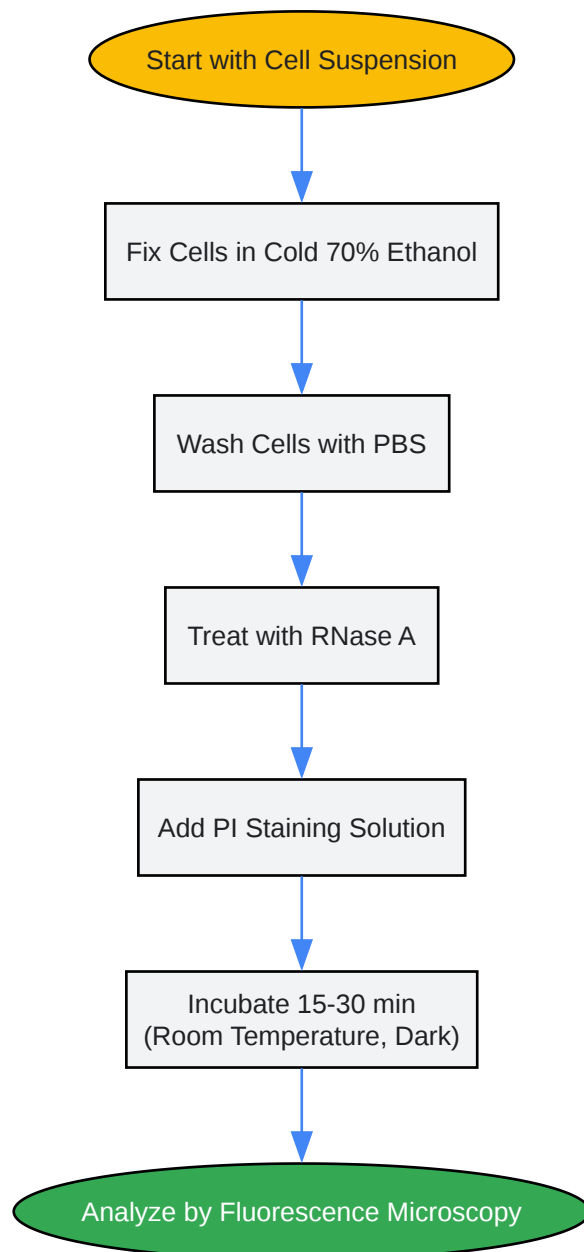 Start with Cell Suspension
Fix Cells in Cold 70% Ethanol
Wash Cells with PBS
Treat with RNase A
Add PI Staining Solution
Incubate 15-30 min
(Room Temperature, Dark)
Analyze by Fluorescence Microscopy